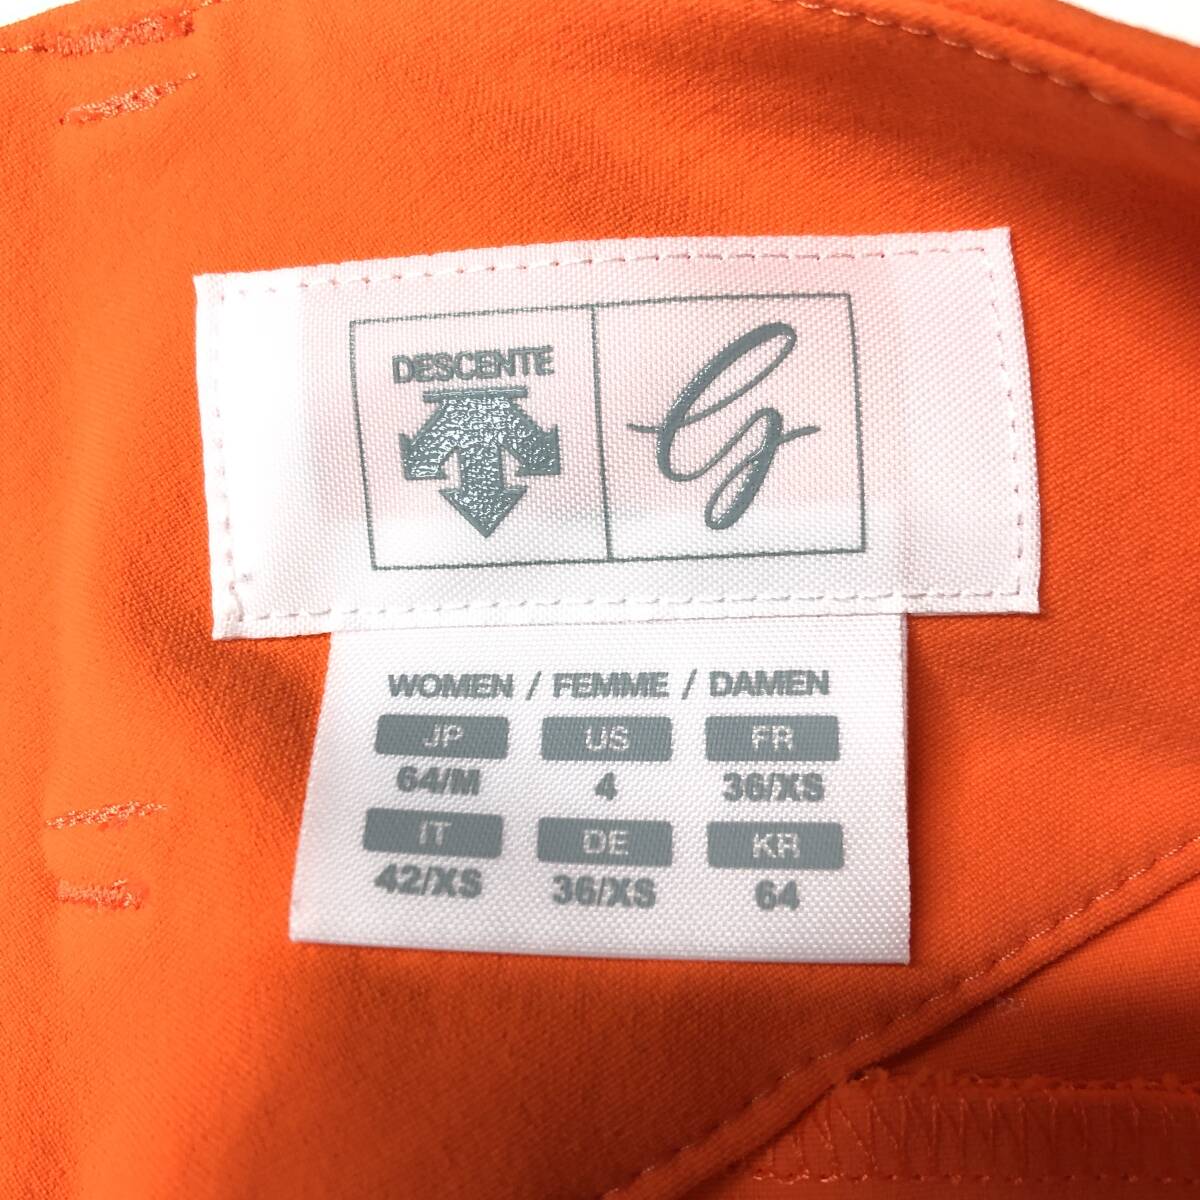 DESCENTE
G
WOMEN / FEMME / DAMEN
JP US FR
64/M 4 36/XS
IT DE KR
42/XS 36/XS 64